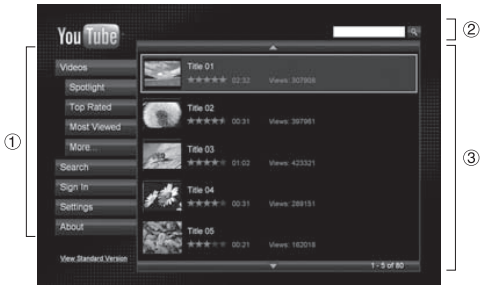 YouTube
②
①
③
Videos
Spotlight
Top Rated
Most Viewed
More...
Search
Sign In
Settings
About
View Standard Version
Title 01
02:32 Views: 307908
Title 02
00:31 Views: 397961
Title 03
01:02 Views: 423321
Title 04
00:31 Views: 289151
Title 05
00:21 Views: 162018
1 - 5 of 80